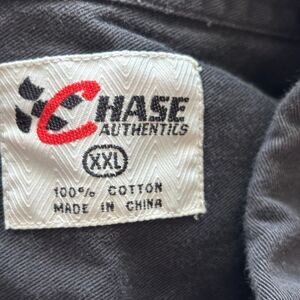 CHASE
AUTHENTICS
XXL
100% COTTON
MADE IN CHINA